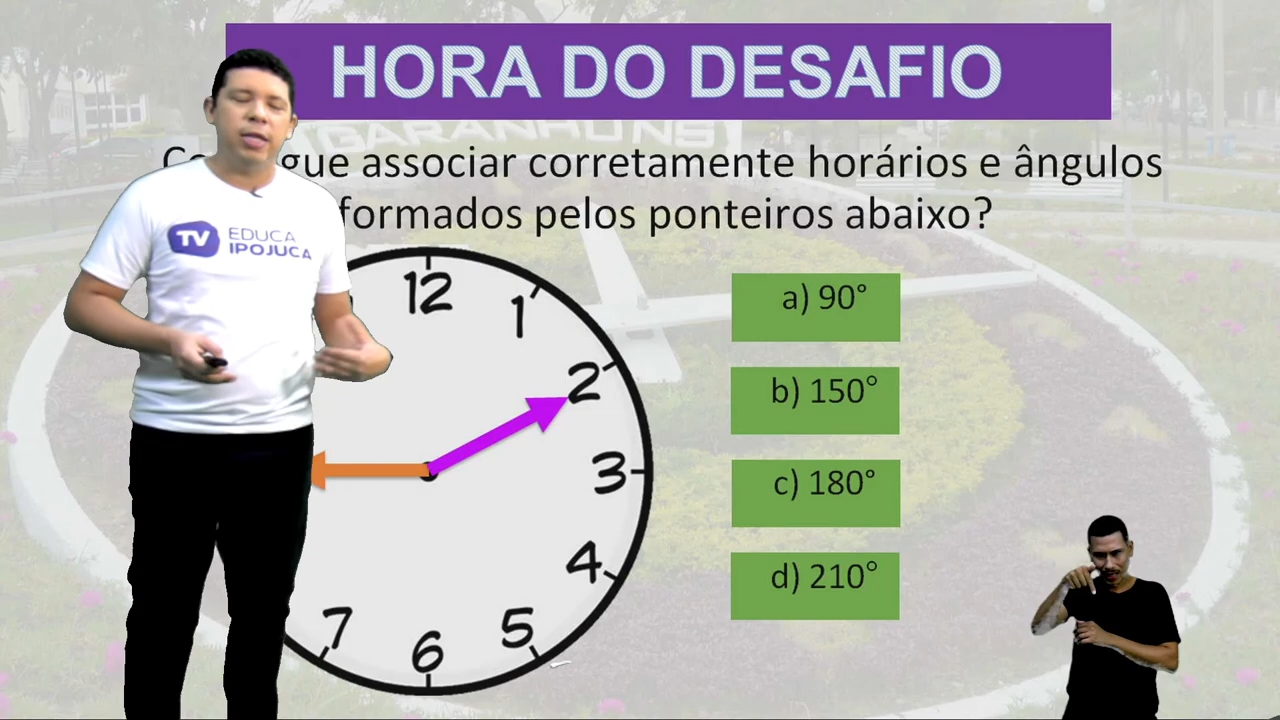 HORA DO DESAFIO
GARANHUNS
gue associar corretamente horários e ângulos
formados pelos ponteiros abaixo?
TV
EDUCA
IPOJUCA
12
1
2
3
4
5
6
7
a) 90°
b) 150°
c) 180°
d) 210°